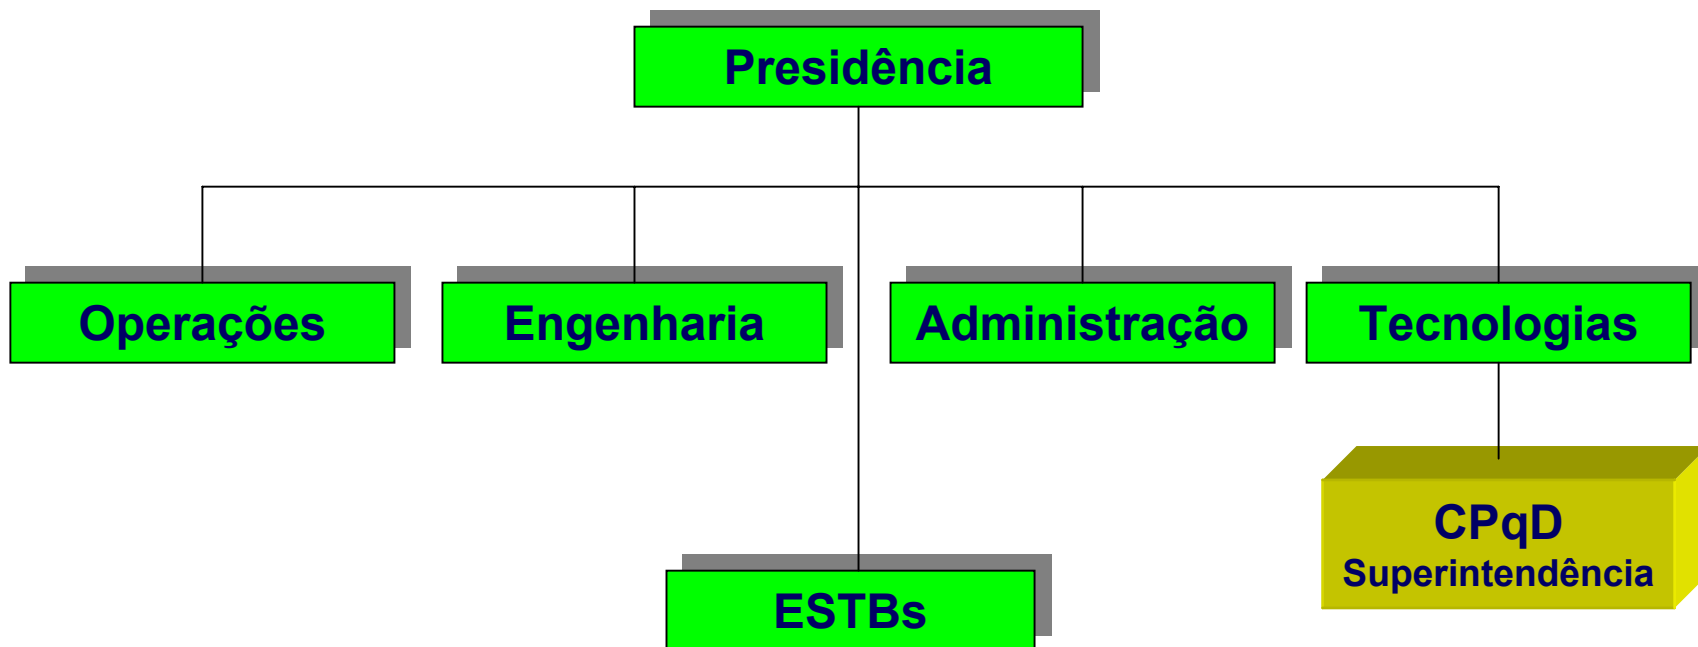 Presidência
Operações
Engenharia
Administração
Tecnologias
CPqD
Superintendência
ESTBs